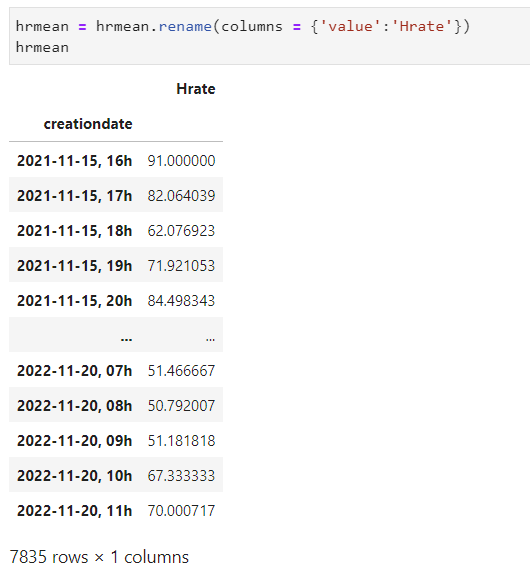 hrmean = hrmean.rename(columns = {'value':'Hrate'})
hrmean
Hrate
creationdate
2021-11-15, 16h 91.000000
2021-11-15, 17h 82.064039
2021-11-15, 18h 62.076923
2021-11-15, 19h 71.921053
2021-11-15, 20h 84.498343
... ...
2022-11-20, 07h 51.466667
2022-11-20, 08h 50.792007
2022-11-20, 09h 51.181818
2022-11-20, 10h 67.333333
2022-11-20, 11h 70.000717
7835 rows × 1 columns